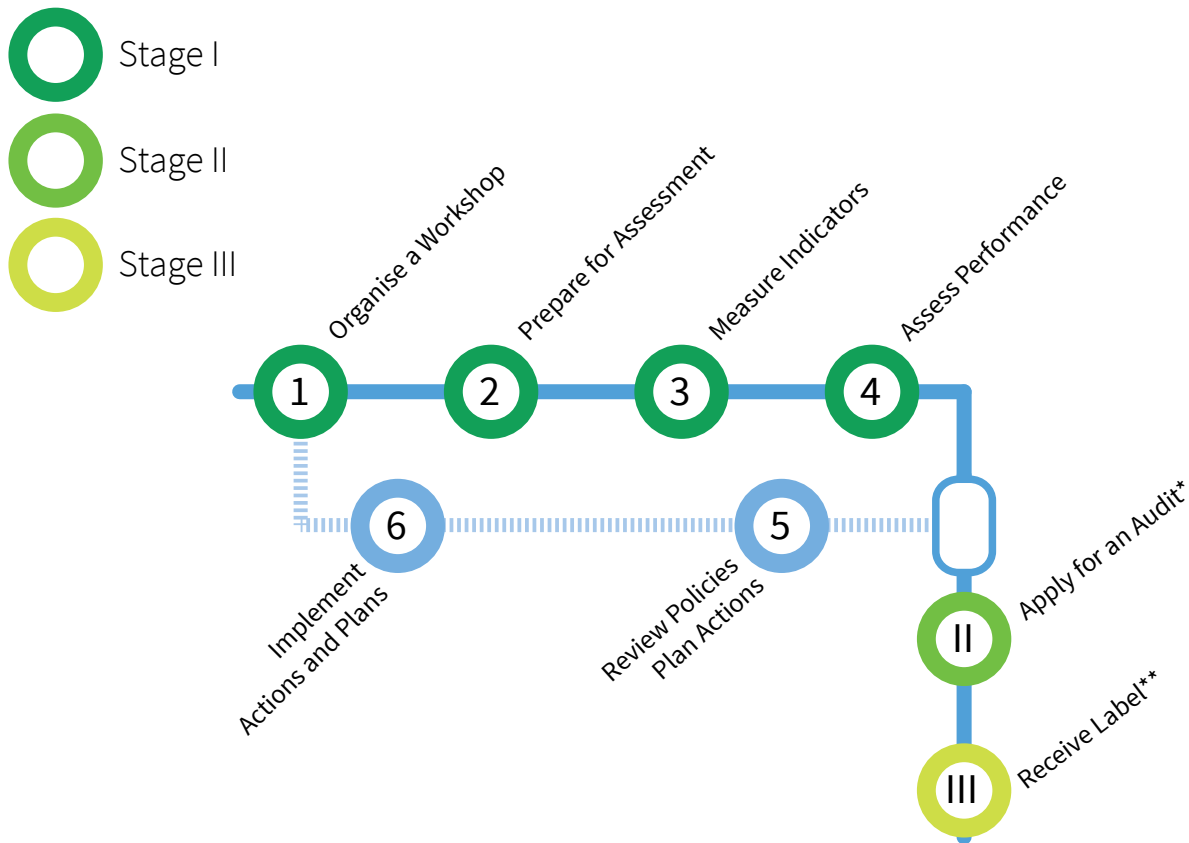 Stage I
Stage II
Stage III
Organise a Workshop
Prepare for Assessment
Measure Indicators
Assess Performance
1
2
3
4
6
5
Implement
Actions and Plans
Review Policies
Plan Actions
Apply for an Audit*
II
Receive Label**
III